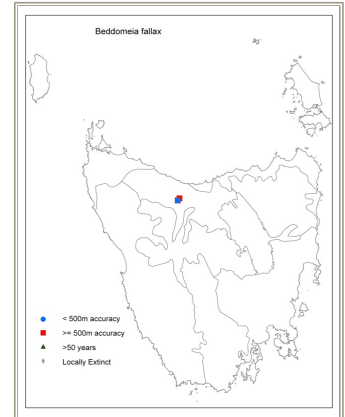 Beddomeia fallax
< 500m accuracy
>= 500m accuracy
>50 years
Locally Extinct